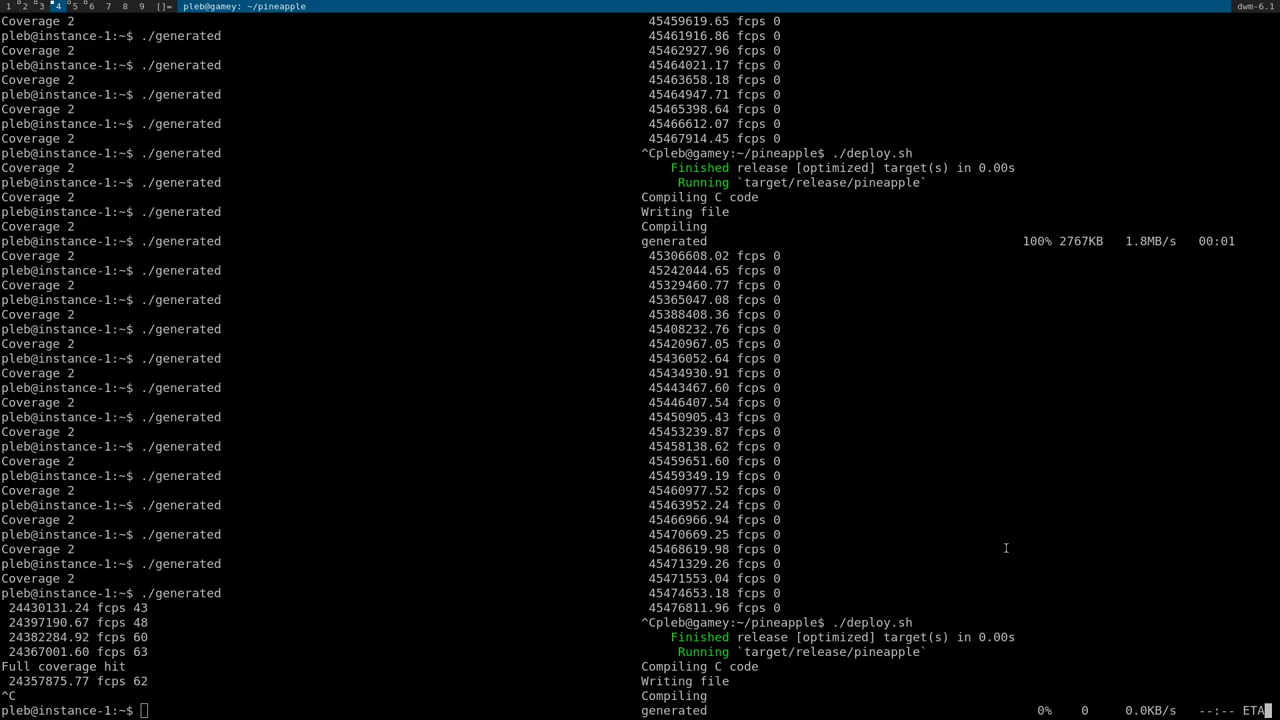 1 2 3 4 5 6 7 8 9 []= pleb@gamey: ~/pineapple dwm-6.1
Coverage 2
pleb@instance-1:~$ ./generated
Coverage 2
pleb@instance-1:~$ ./generated
Coverage 2
pleb@instance-1:~$ ./generated
Coverage 2
pleb@instance-1:~$ ./generated
Coverage 2
pleb@instance-1:~$ ./generated
Coverage 2
pleb@instance-1:~$ ./generated
Coverage 2
pleb@instance-1:~$ ./generated
Coverage 2
pleb@instance-1:~$ ./generated
Coverage 2
pleb@instance-1:~$ ./generated
Coverage 2
pleb@instance-1:~$ ./generated
Coverage 2
pleb@instance-1:~$ ./generated
Coverage 2
pleb@instance-1:~$ ./generated
Coverage 2
pleb@instance-1:~$ ./generated
Coverage 2
pleb@instance-1:~$ ./generated
Coverage 2
pleb@instance-1:~$ ./generated
Coverage 2
pleb@instance-1:~$ ./generated
Coverage 2
pleb@instance-1:~$ ./generated
Coverage 2
pleb@instance-1:~$ ./generated
Coverage 2
pleb@instance-1:~$ ./generated
Coverage 2
pleb@instance-1:~$ ./generated
Coverage 2
pleb@instance-1:~$ ./generated
24430131.24 fcps 43
24397190.67 fcps 48
24382284.92 fcps 60
24367001.60 fcps 63
Full coverage hit
24357875.77 fcps 62
^C
pleb@instance-1:~$
45459619.65 fcps 0
45461916.86 fcps 0
45462927.96 fcps 0
45464021.17 fcps 0
45463658.18 fcps 0
45464947.71 fcps 0
45465398.64 fcps 0
45466612.07 fcps 0
45467914.45 fcps 0
^Cpleb@gamey:~/pineapple$ ./deploy.sh
Finished release [optimized] target(s) in 0.00s
Running `target/release/pineapple`
Compiling C code
Writing file
Compiling
generated 100% 2767KB 1.8MB/s 00:01
45306608.02 fcps 0
45242044.65 fcps 0
45329460.77 fcps 0
45365047.08 fcps 0
45388408.36 fcps 0
45408232.76 fcps 0
45420967.05 fcps 0
45436052.64 fcps 0
45434930.91 fcps 0
45443467.60 fcps 0
45446407.54 fcps 0
45450905.43 fcps 0
45453239.87 fcps 0
45458138.62 fcps 0
45459651.60 fcps 0
45459349.19 fcps 0
45460977.52 fcps 0
45463952.24 fcps 0
45466966.94 fcps 0
45470669.25 fcps 0
45468619.98 fcps 0
45471329.26 fcps 0
45471553.04 fcps 0
45474653.18 fcps 0
45476811.96 fcps 0
^Cpleb@gamey:~/pineapple$ ./deploy.sh
Finished release [optimized] target(s) in 0.00s
Running `target/release/pineapple`
Compiling C code
Writing file
Compiling
generated 0% 0 0.0KB/s --:-- ETA